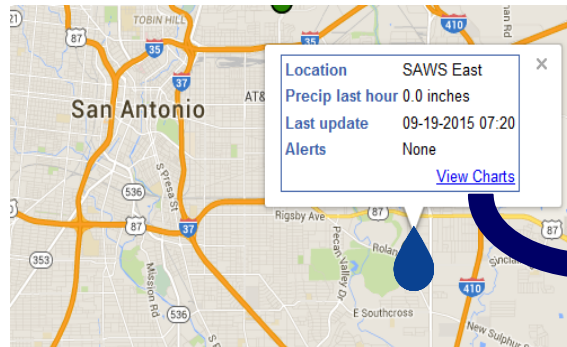 TOBIN HILL
410
87
35
35
37
San Antonio
AT&
Location SAWS East
Precip last hour 0.0 inches
Last update 09-19-2015 07:20
Alerts None
View Charts
×
S Presa St
536
Rigsby Ave
87
87
37
87
Pecan Valley Dr
Rolan
353
Mission Rd
410
536
E Southcross
New Sulphur S